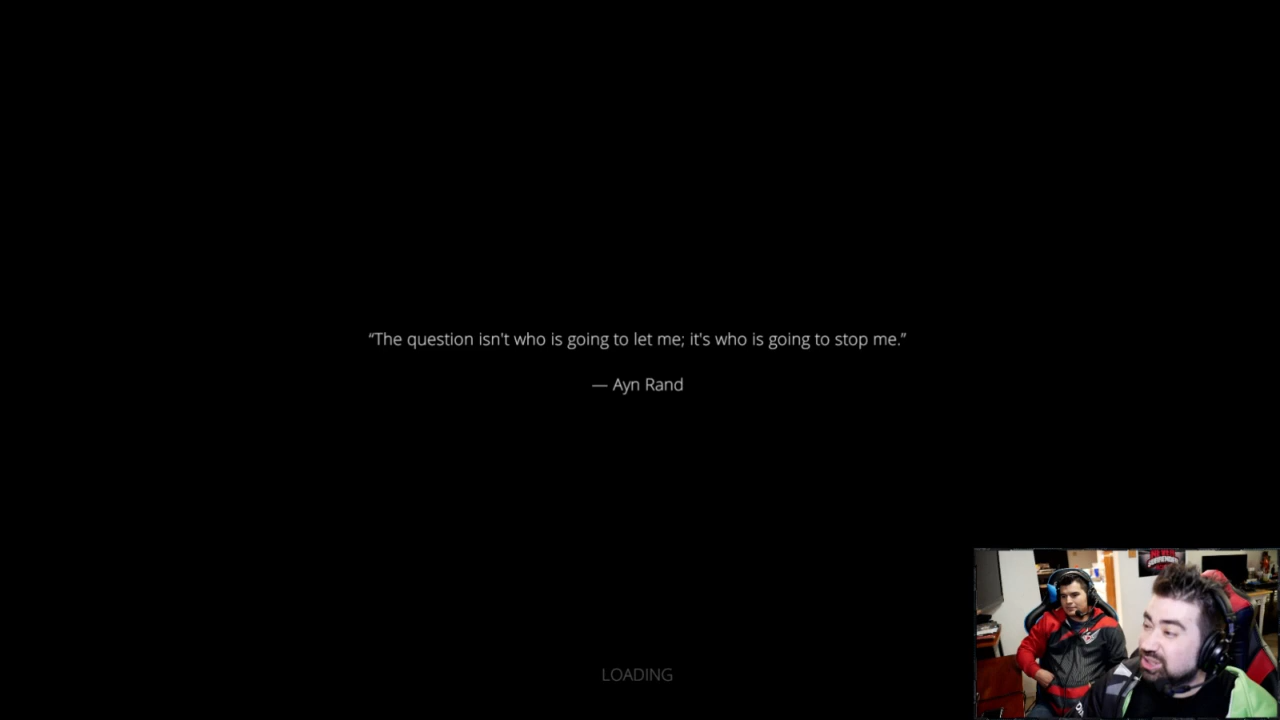 “The question isn't who is going to let me; it's who is going to stop me.”
— Ayn Rand
LOADING